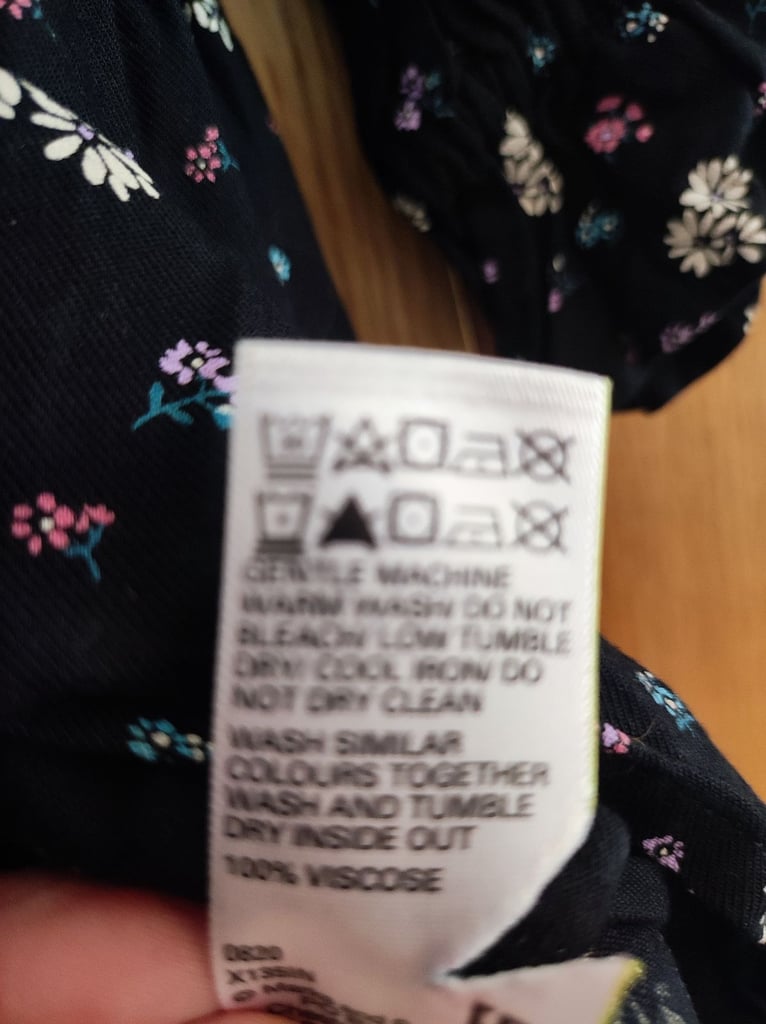 GENTLE MACHINE
WARM WASH/ DO NOT
BLEACH/ LOW TUMBLE
DRY/ COOL IRON/ DO
NOT DRY CLEAN
WASH SIMILAR
COLOURS TOGETHER
WASH AND TUMBLE
DRY INSIDE OUT
100% VISCOSE
0820